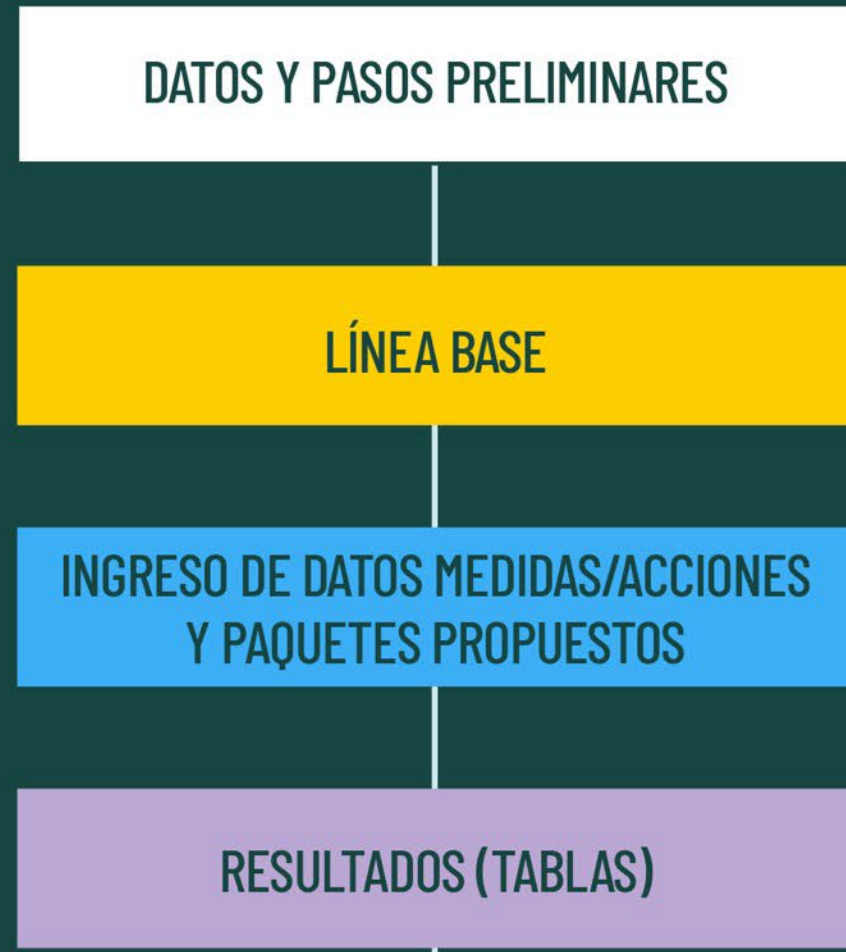 DATOS Y PASOS PRELIMINARES
LÍNEA BASE
INGRESO DE DATOS MEDIDAS/ACCIONES
Y PAQUETES PROPUESTOS
RESULTADOS (TABLAS)